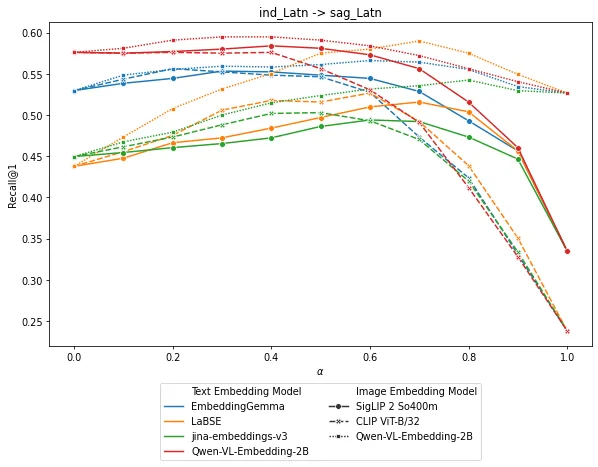 ind_Latn -> sag_Latn
0.60
0.55
0.50
0.45
0.40
0.35
0.30
0.25
Recall@1
0.0 0.2 0.4 0.6 0.8 1.0
α
Text Embedding Model Image Embedding Model
EmbeddingGemma SigLIP 2 So400m
LaBSE CLIP ViT-B/32
jina-embeddings-v3 Qwen-VL-Embedding-2B
Qwen-VL-Embedding-2B